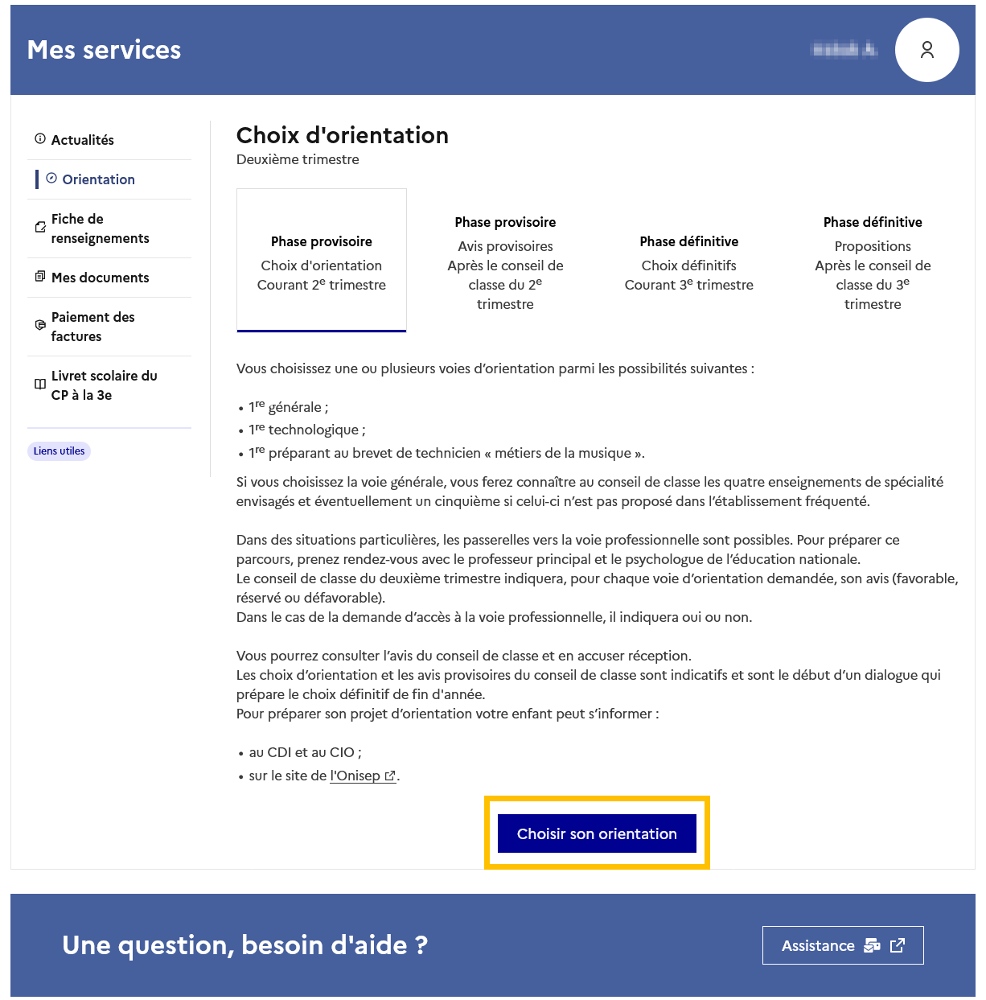 Mes services
Actualités
Orientation
Fiche de
renseignements
Mes documents
Paiement des
factures
Livret scolaire du
CP à la 3e
Liens utiles
Choix d'orientation
Deuxième trimestre
Phase provisoire
Choix d'orientation
Courant 2e trimestre
Phase provisoire
Avis provisoires
Après le conseil de
classe du 2e
trimestre
Phase définitive
Choix définitifs
Courant 3e trimestre
Phase définitive
Propositions
Après le conseil de
classe du 3e
trimestre
Vous choisissez une ou plusieurs voies d’orientation parmi les possibilités suivantes :
• 1re générale ;
• 1re technologique ;
• 1re préparant au brevet de technicien « métiers de la musique ».
Si vous choisissez la voie générale, vous ferez connaître au conseil de classe les quatre enseignements de spécialité
envisagés et éventuellement un cinquième si celui-ci n’est pas proposé dans l’établissement fréquenté.
Dans des situations particulières, les passerelles vers la voie professionnelle sont possibles. Pour préparer ce
parcours, prenez rendez-vous avec le professeur principal et le psychologue de l’éducation nationale.
Le conseil de classe du deuxième trimestre indiquera, pour chaque voie d’orientation demandée, son avis (favorable,
réservé ou défavorable).
Dans le cas de la demande d’accès à la voie professionnelle, il indiquera oui ou non.
Vous pourrez consulter l’avis du conseil de classe et en accuser réception.
Les choix d’orientation et les avis provisoires du conseil de classe sont indicatifs et sont le début d’un dialogue qui
prépare le choix définitif de fin d'année.
Pour préparer son projet d’orientation votre enfant peut s’informer :
• au CDI et au CIO ;
• sur le site de l'Onisep.
Choisir son orientation
Une question, besoin d'aide ?
Assistance